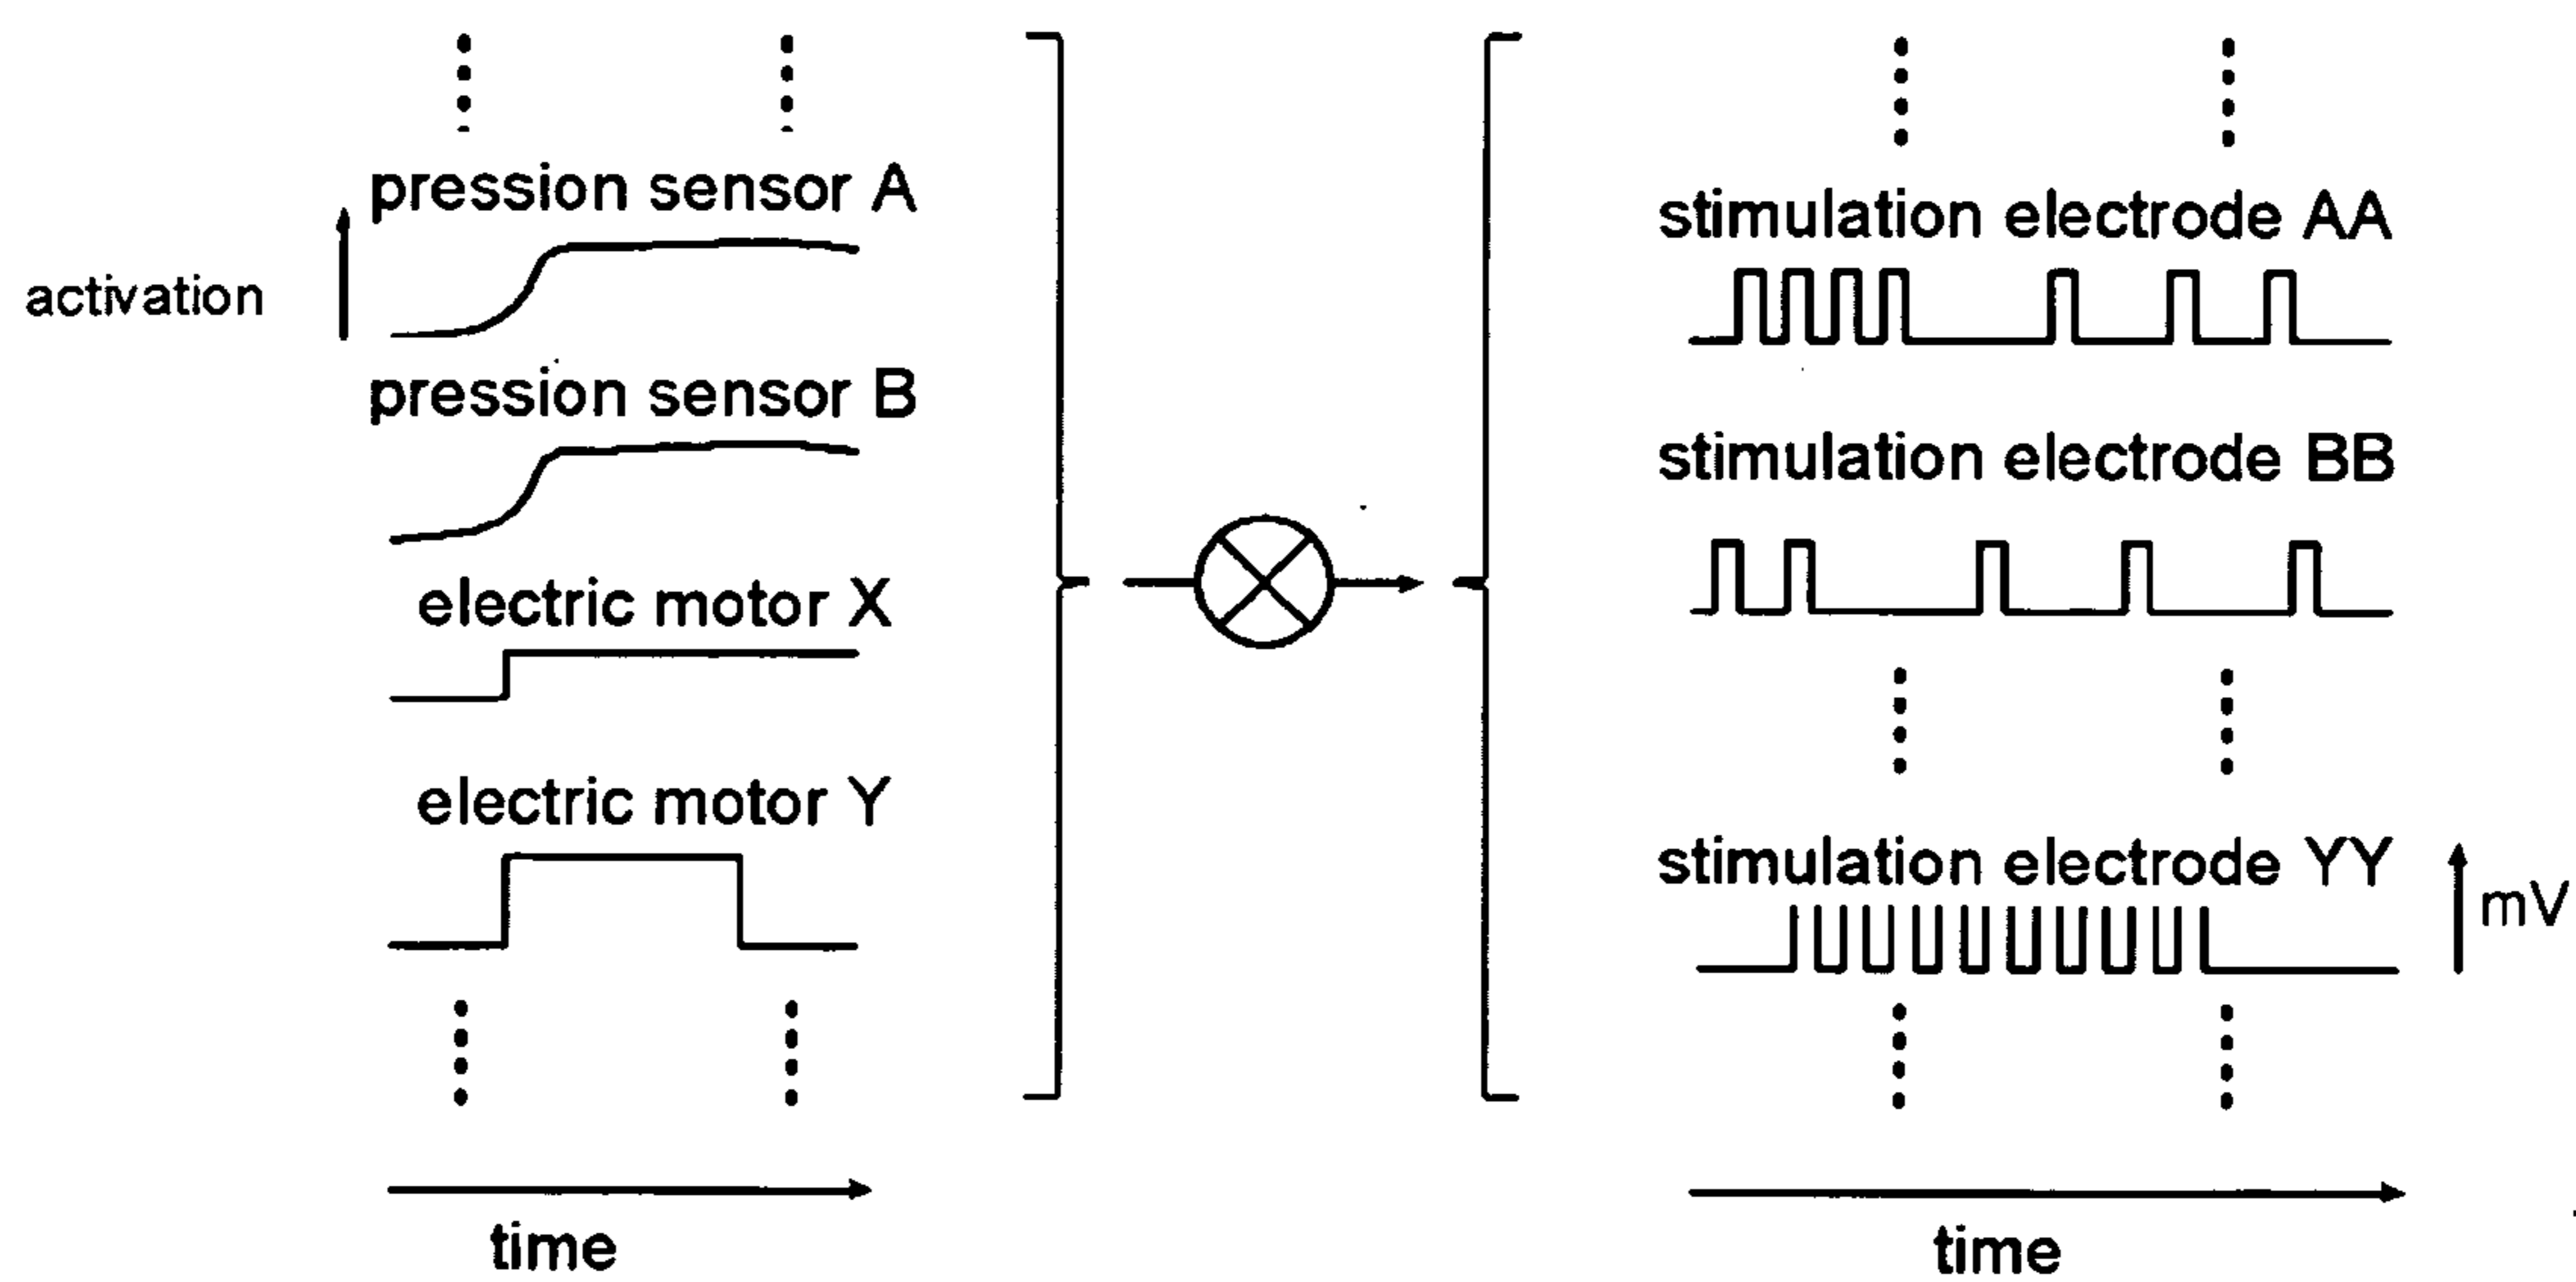 pression sensor A
activation
pression sensor B
electric motor X
electric motor Y
time
stimulation electrode AA
stimulation electrode BB
stimulation electrode YY
mV
time